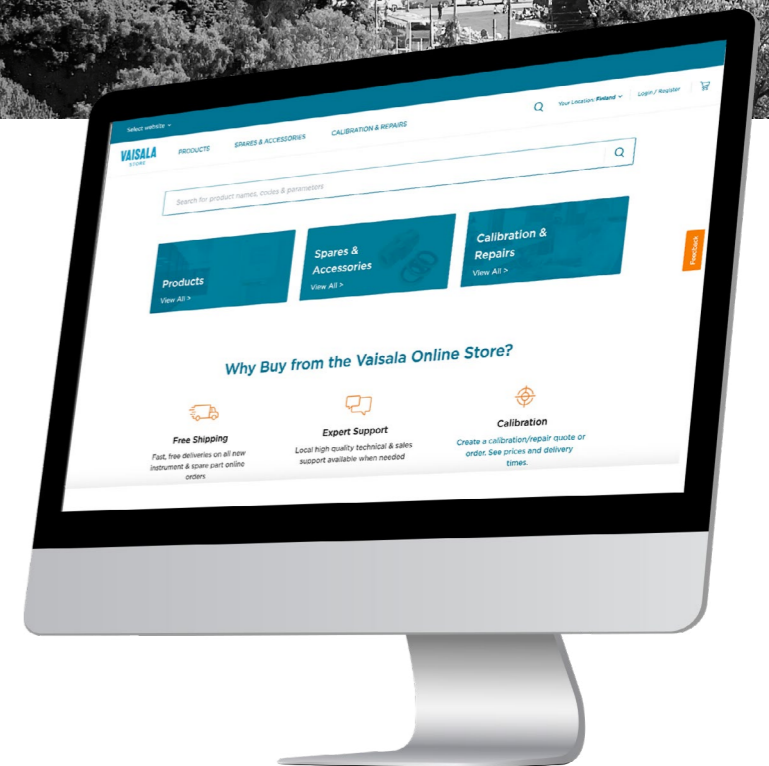 Select website
Your Location: Finland
Login / Register
VAISALA
STORE
PRODUCTS
SPARES & ACCESSORIES
CALIBRATION & REPAIRS
Search for product names, codes & parameters
Products
View All >
Spares &
Accessories
View All >
Calibration &
Repairs
View All >
Feedback
Why Buy from the Vaisala Online Store?
Free Shipping
Fast, free deliveries on all new
instrument & spare part online
orders
Expert Support
Local high quality technical & sales
support available when needed
Calibration
Create a calibration/repair quote or
order. See prices and delivery
times.